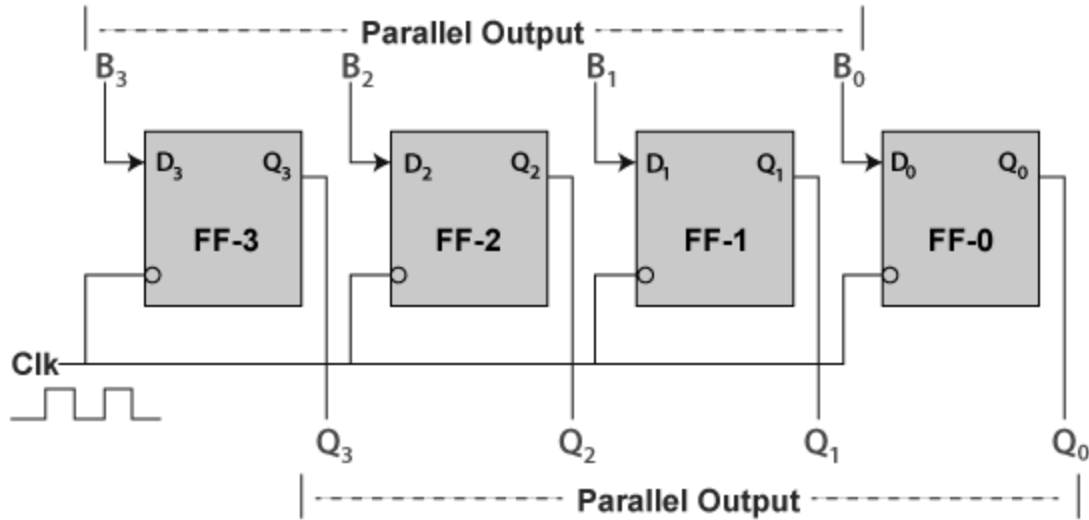 Parallel Output
B₃ B₂ B₁ B₀
D₃ Q₃ D₂ Q₂ D₁ Q₁ D₀ Q₀
FF-3 FF-2 FF-1 FF-0
Clk
Q₃ Q₂ Q₁ Q₀
Parallel Output